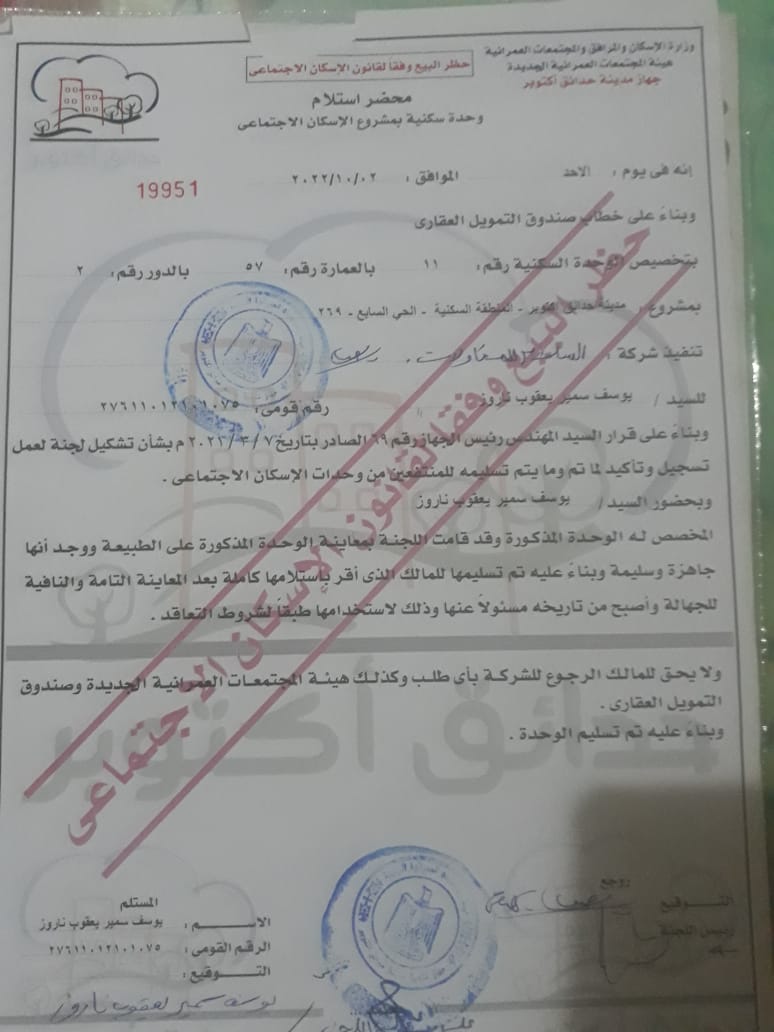 وزارة الإسكان والمرافق والمجتمعات العمرانية
هيئة المجتمعات العمرانية الجديدة
جهاز مدينة حدائق أكتوبر
حظر البيع وفقاً لقانون الإسكان الاجتماعى
محضر استلام
وحدة سكنية بمشروع الإسكان الاجتماعى
إنه فى يوم : الاحد الموافق : ٢٠٢٢/١٠/٠٢
19951
وبناءً على خطاب صندوق التمويل العقارى
بتخصيص الوحدة السكنية رقم : ١١ بالعمارة رقم : ٥٧ بالدور رقم : ٢
بمشروع : مدينة حدائق اكتوبر - المنطقة السكنية - الحي السابع - ٢٦٩
تنفيذ شركة : للمقاولات
للسيد / يوسف سمير يعقوب ناروز رقم قومى : ٢٧٦١١٠١٢١٠١٠٧٥
وبناءً على قرار السيد المهندس رئيس الجهاز رقم ٦٩ الصادر بتاريخ ٢٠٢٢/٣/٧ م بشأن تشكيل لجنة لعمل
تسجيل وتأكيد لما تم وما يتم تسليمه للمنتفعين من وحدات الإسكان الاجتماعى .
وبحضور السيد / يوسف سمير يعقوب ناروز
المخصص له الوحدة المذكورة وقد قامت اللجنة بمعاينة الوحدة المذكورة على الطبيعة ووجد أنها
جاهزة وسليمة وبناءً عليه تم تسليمها للمالك الذى أقر بإستلامها كاملة بعد المعاينة التامة والنافية
للجهالة وأصبح من تاريخه مسئولاً عنها وذلك لاستخدامها طبقاً لشروط التعاقد .
ولا يحق للمالك الرجوع للشركة بأى طلب وكذلك هيئة المجتمعات العمرانية الجديدة وصندوق
التمويل العقارى .
وبناءً عليه تم تسليم الوحدة .
حظر البيع وفقا لقانون الإسكان الاجتماعى
حدائق أكتوبر
روجع
التوقيع
رئيس اللجنة
المستلم
الاســـم : يوسف سمير يعقوب ناروز
الرقم القومى : ٢٧٦١١٠١٢١٠١٠٧٥
التوقيع :
يوسف سمير يعقوب ناروز